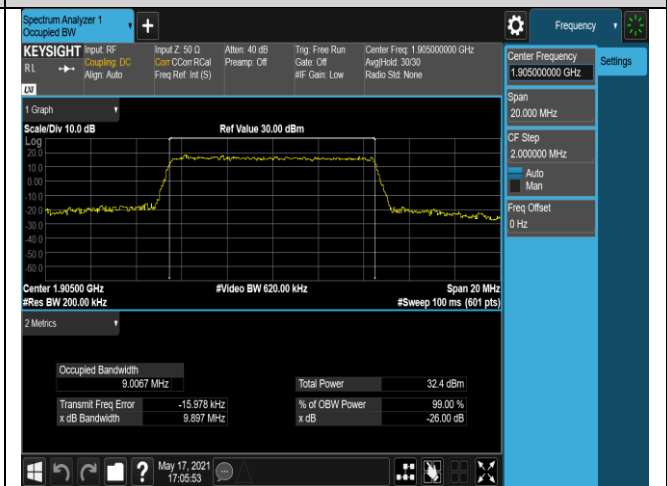 Spectrum Analyzer 1
Occupied BW
+
Frequency
KEYSIGHT
Input: RF
Coupling: DC
Align: Auto
Input Z: 50 Ω
Corr CCorr RCal
Freq Ref: Int (S)
Atten: 40 dB
Preamp: Off
Trig: Free Run
Gate: Off
#IF Gain: Low
Center Freq: 1.905000000 GHz
Avg|Hold: 30/30
Radio Std: None
RL
LXI
Center Frequency
1.905000000 GHz
Settings
Span
20.000 MHz
CF Step
2.000000 MHz
Auto
Man
Freq Offset
0 Hz
1 Graph
Scale/Div 10.0 dB
Ref Value 30.00 dBm
Log
20.0
10.0
0.00
-10.0
-20.0
-30.0
-40.0
-50.0
-60.0
Center 1.90500 GHz
#Video BW 620.00 kHz
Span 20 MHz
#Res BW 200.00 kHz
#Sweep 100 ms (601 pts)
2 Metrics
Occupied Bandwidth
9.0067 MHz
Total Power
32.4 dBm
Transmit Freq Error
-15.978 kHz
% of OBW Power
99.00 %
x dB Bandwidth
9.897 MHz
x dB
-26.00 dB
?
May 17, 2021
17:05:53